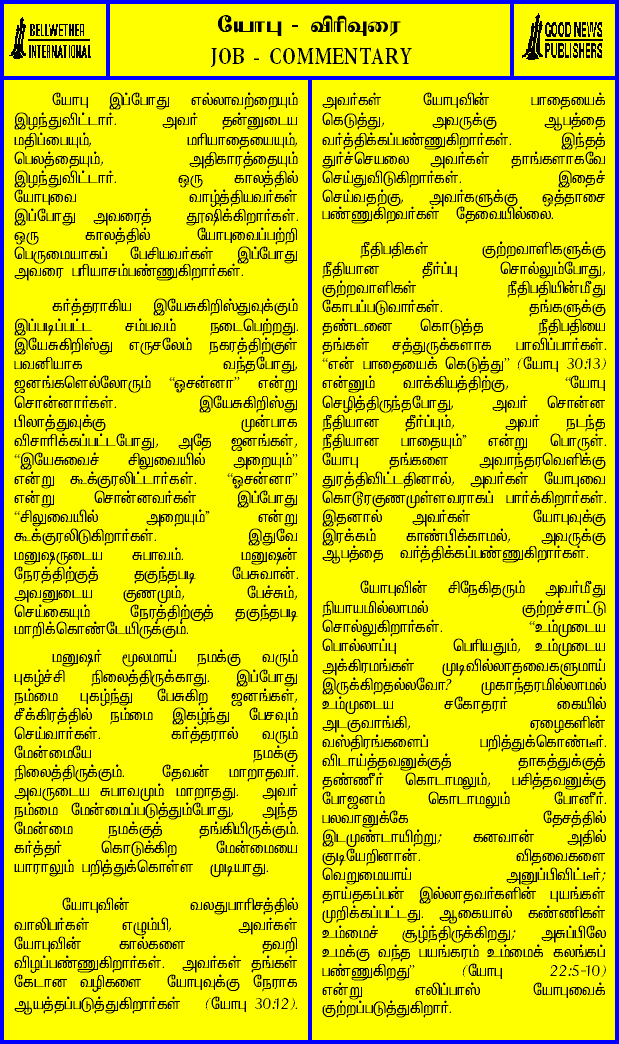 BELLWETHER
INTERNATIONAL
யோபு - விரிவுரை
JOB - COMMENTARY
GOOD NEWS
PUBLISHERS
யோபு இப்போது எல்லாவற்றையும்
இழந்துவிட்டார். அவர் தன்னுடைய
மதிப்பையும், மரியாதையையும்,
பெலத்தையும், அதிகாரத்தையும்
இழந்துவிட்டார். ஒரு காலத்தில்
யோபுவை வாழ்த்தியவர்கள்
இப்போது அவரைத் தூஷிக்கிறார்கள்.
ஒரு காலத்தில் யோபுவைப்பற்றி
பெருமையாகப் பேசியவர்கள் இப்போது
அவரை பரியாசம்பண்ணுகிறார்கள்.
கர்த்தராகிய இயேசுகிறிஸ்துவுக்கும்
இப்படிப்பட்ட சம்பவம் நடைபெற்றது.
இயேசுகிறிஸ்து எருசலேம் நகரத்திற்குள்
பவனியாக வந்தபோது,
ஜனங்களெல்லோரும் “ஓசன்னா” என்று
சொன்னார்கள். இயேசுகிறிஸ்து
பிலாத்துவுக்கு முன்பாக
விசாரிக்கப்பட்டபோது, அதே ஜனங்கள்,
“இயேசுவைச் சிலுவையில் அறையும்”
என்று கூக்குரலிட்டார்கள். “ஓசன்னா”
என்று சொன்னவர்கள் இப்போது
“சிலுவையில் அறையும்” என்று
கூக்குரலிடுகிறார்கள். இதுவே
மனுஷருடைய சுபாவம். மனுஷன்
நேரத்திற்குத் தகுந்தபடி பேசுவான்.
அவனுடைய குணமும், பேச்சும்,
செய்கையும் நேரத்திற்குத் தகுந்தபடி
மாறிக்கொண்டேயிருக்கும்.
மனுஷர் மூலமாய் நமக்கு வரும்
புகழ்ச்சி நிலைத்திருக்காது. இப்போது
நம்மை புகழ்ந்து பேசுகிற ஜனங்கள்,
சீக்கிரத்தில் நம்மை இகழ்ந்து பேசவும்
செய்வார்கள். கர்த்தரால் வரும்
மேன்மையே நமக்கு
நிலைத்திருக்கும். தேவன் மாறாதவர்.
அவருடைய சுபாவமும் மாறாதது. அவர்
நம்மை மேன்மைப்படுத்தும்போது, அந்த
மேன்மை நமக்குத் தங்கியிருக்கும்.
கர்த்தர் கொடுக்கிற மேன்மையை
யாராலும் பறித்துக்கொள்ள முடியாது.
யோபுவின் வலதுபாரிசத்தில்
வாலிபர்கள் எழும்பி, அவர்கள்
யோபுவின் கால்களை தவறி
விழப்பண்ணுகிறார்கள். அவர்கள் தங்கள்
கேடான வழிகளை யோபுவுக்கு நேராக
ஆயத்தப்படுத்துகிறார்கள் (யோபு 30:12).
அவர்கள் யோபுவின் பாதையைக்
கெடுத்து, அவருக்கு ஆபத்தை
வர்த்திக்கப்பண்ணுகிறார்கள். இந்தத்
துர்ச்செயலை அவர்கள் தாங்களாகவே
செய்துவிடுகிறார்கள். இதைச்
செய்வதற்கு, அவர்களுக்கு ஒத்தாசை
பண்ணுகிறவர்கள் தேவையில்லை.
நீதிபதிகள் குற்றவாளிகளுக்கு
நீதியான தீர்ப்பு சொல்லும்போது,
குற்றவாளிகள் நீதிபதியின்மீது
கோபப்படுவார்கள். தங்களுக்கு
தண்டனை கொடுத்த நீதிபதியை
தங்கள் சத்துருக்களாக பாவிப்பார்கள்.
“என் பாதையைக் கெடுத்து” (யோபு 30:13)
என்னும் வாக்கியத்திற்கு, “யோபு
செழித்திருந்தபோது, அவர் சொன்ன
நீதியான தீர்ப்பும், அவர் நடந்த
நீதியான பாதையும்” என்று பொருள்.
யோபு தங்களை அவாந்தரவெளிக்கு
துரத்திவிட்டதினால், அவர்கள் யோபுவை
கொடூரகுணமுள்ளவராகப் பார்க்கிறார்கள்.
இதனால் அவர்கள் யோபுவுக்கு
இரக்கம் காண்பிக்காமல், அவருக்கு
ஆபத்தை வர்த்திக்கப்பண்ணுகிறார்கள்.
யோபுவின் சிநேகிதரும் அவர்மீது
நியாயமில்லாமல் குற்றச்சாட்டு
சொல்லுகிறார்கள். “உம்முடைய
பொல்லாப்பு பெரியதும், உம்முடைய
அக்கிரமங்கள் முடிவில்லாதவைகளுமாய்
இருக்கிறதல்லவோ? முகாந்தரமில்லாமல்
உம்முடைய சகோதரர் கையில்
அடகுவாங்கி, ஏழைகளின்
வஸ்திரங்களைப் பறித்துக்கொண்டீர்.
விடாய்த்தவனுக்குத் தாகத்துக்குத்
தண்ணீர் கொடாமலும், பசித்தவனுக்கு
போஜனம் கொடாமலும் போனீர்.
பலவானுக்கே தேசத்தில்
இடமுண்டாயிற்று; கனவான் அதில்
குடியேறினான். விதவைகளை
வெறுமையாய் அனுப்பிவிட்டீர்;
தாய்தகப்பன் இல்லாதவர்களின் புயங்கள்
முறிக்கப்பட்டது. ஆகையால் கண்ணிகள்
உம்மைச் சூழ்ந்திருக்கிறது; அசுப்பிலே
உமக்கு வந்த பயங்கரம் உம்மைக் கலங்கப்
பண்ணுகிறது” (யோபு 22:5-10)
என்று எலிப்பாஸ் யோபுவைக்
குற்றப்படுத்துகிறார்.